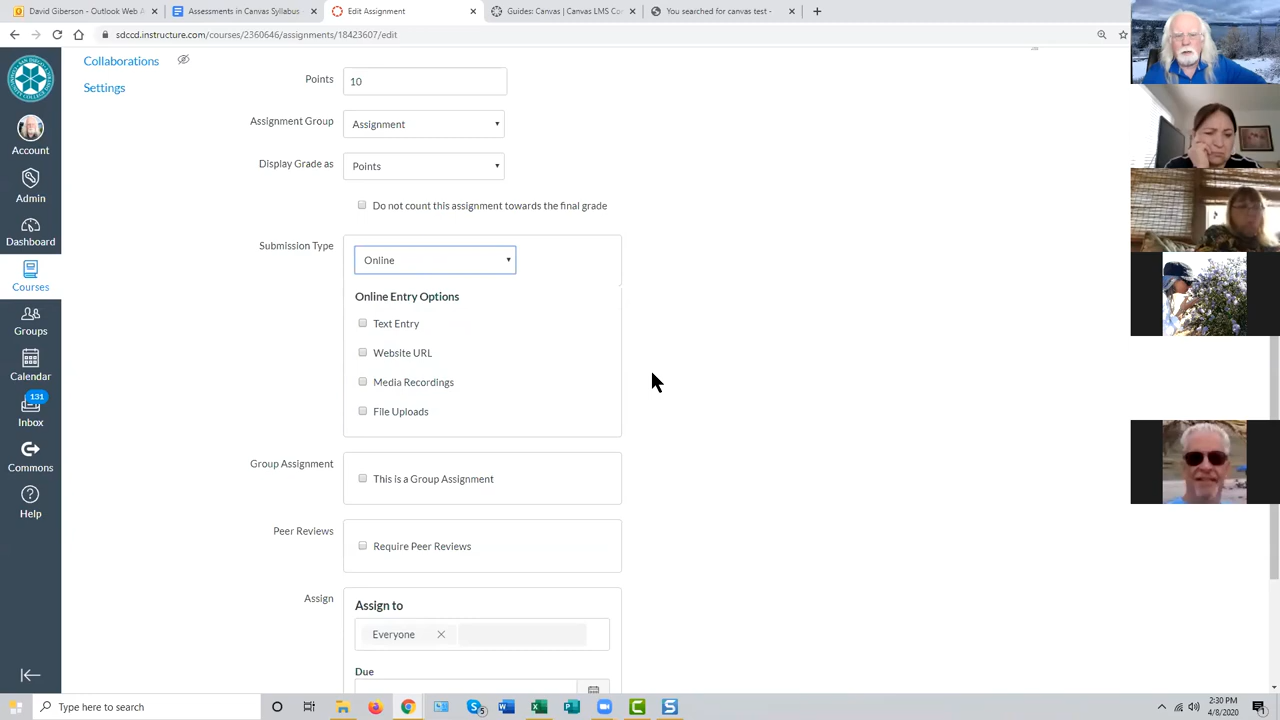 David Giberson - Outlook Web A
Assessments in Canvas Syllabus
Edit Assignment
Guides: Canvas | Canvas LMS Co
You searched for canvas test -
sdccd.instructure.com/courses/2360646/assignments/18423607/edit
Account
Admin
Dashboard
Courses
Groups
Calendar
131
Inbox
Commons
Help
Collaborations
Settings
Points
10
Assignment Group
Assignment
Display Grade as
Points
Do not count this assignment towards the final grade
Submission Type
Online
Online Entry Options
Text Entry
Website URL
Media Recordings
File Uploads
Group Assignment
This is a Group Assignment
Peer Reviews
Require Peer Reviews
Assign
Assign to
Everyone
Due
Type here to search
5
2:30 PM
4/8/2020
1